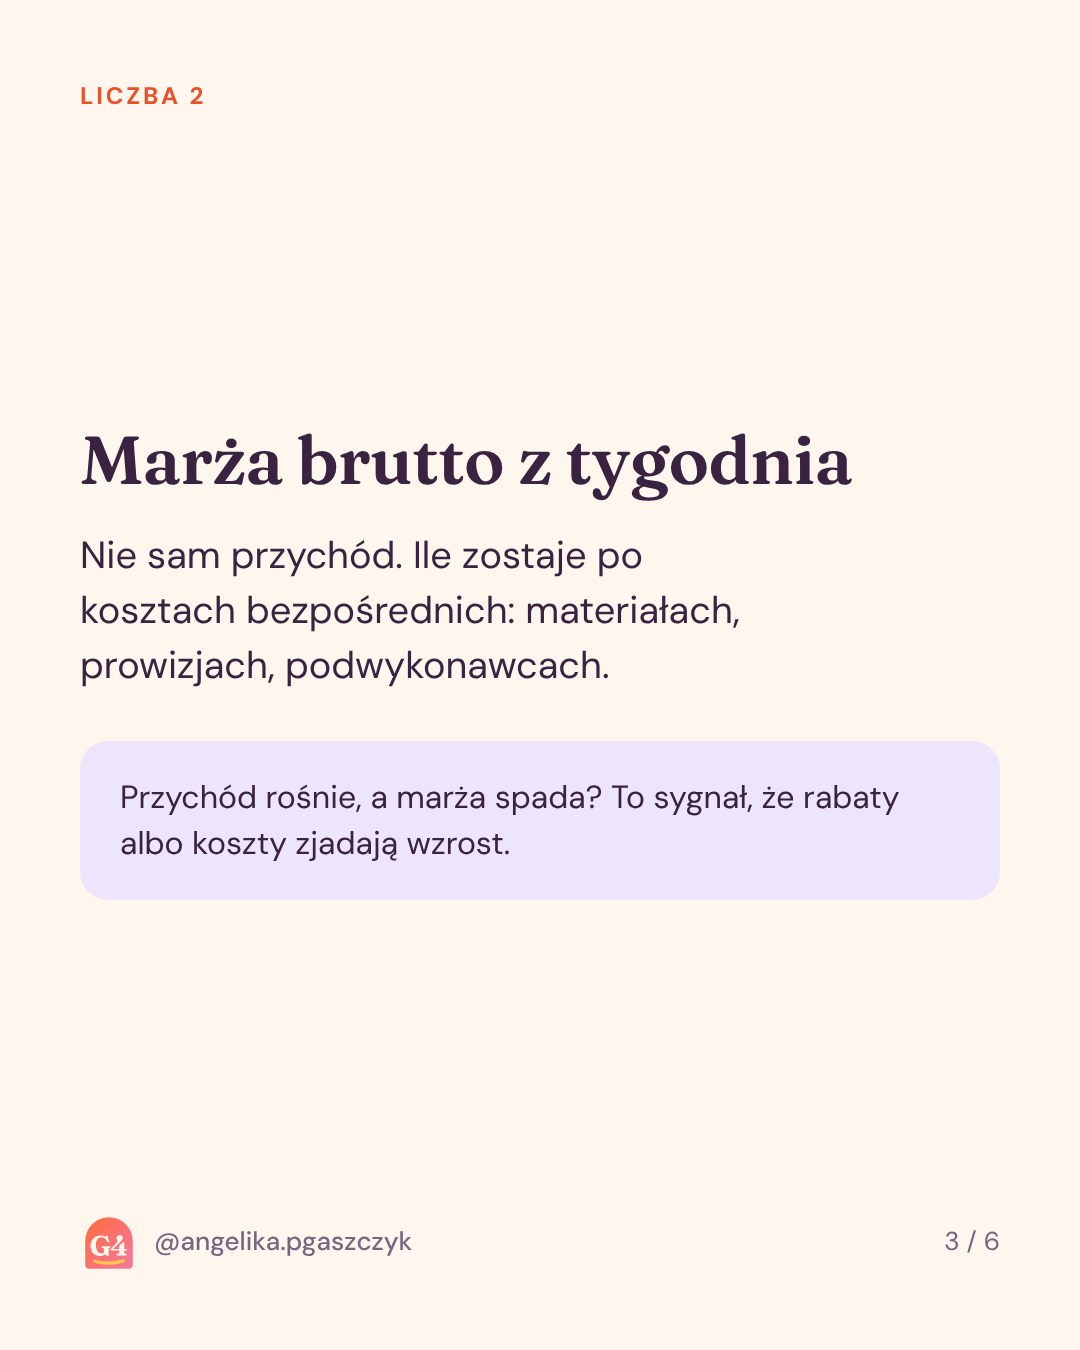 LICZBA 2
Marża brutto z tygodnia
Nie sam przychód. Ile zostaje po
kosztach bezpośrednich: materiałach,
prowizjach, podwykonawcach.
Przychód rośnie, a marża spada? To sygnał, że rabaty
albo koszty zjadają wzrost.
G4
@angelika.pgaszczyk
3 / 6